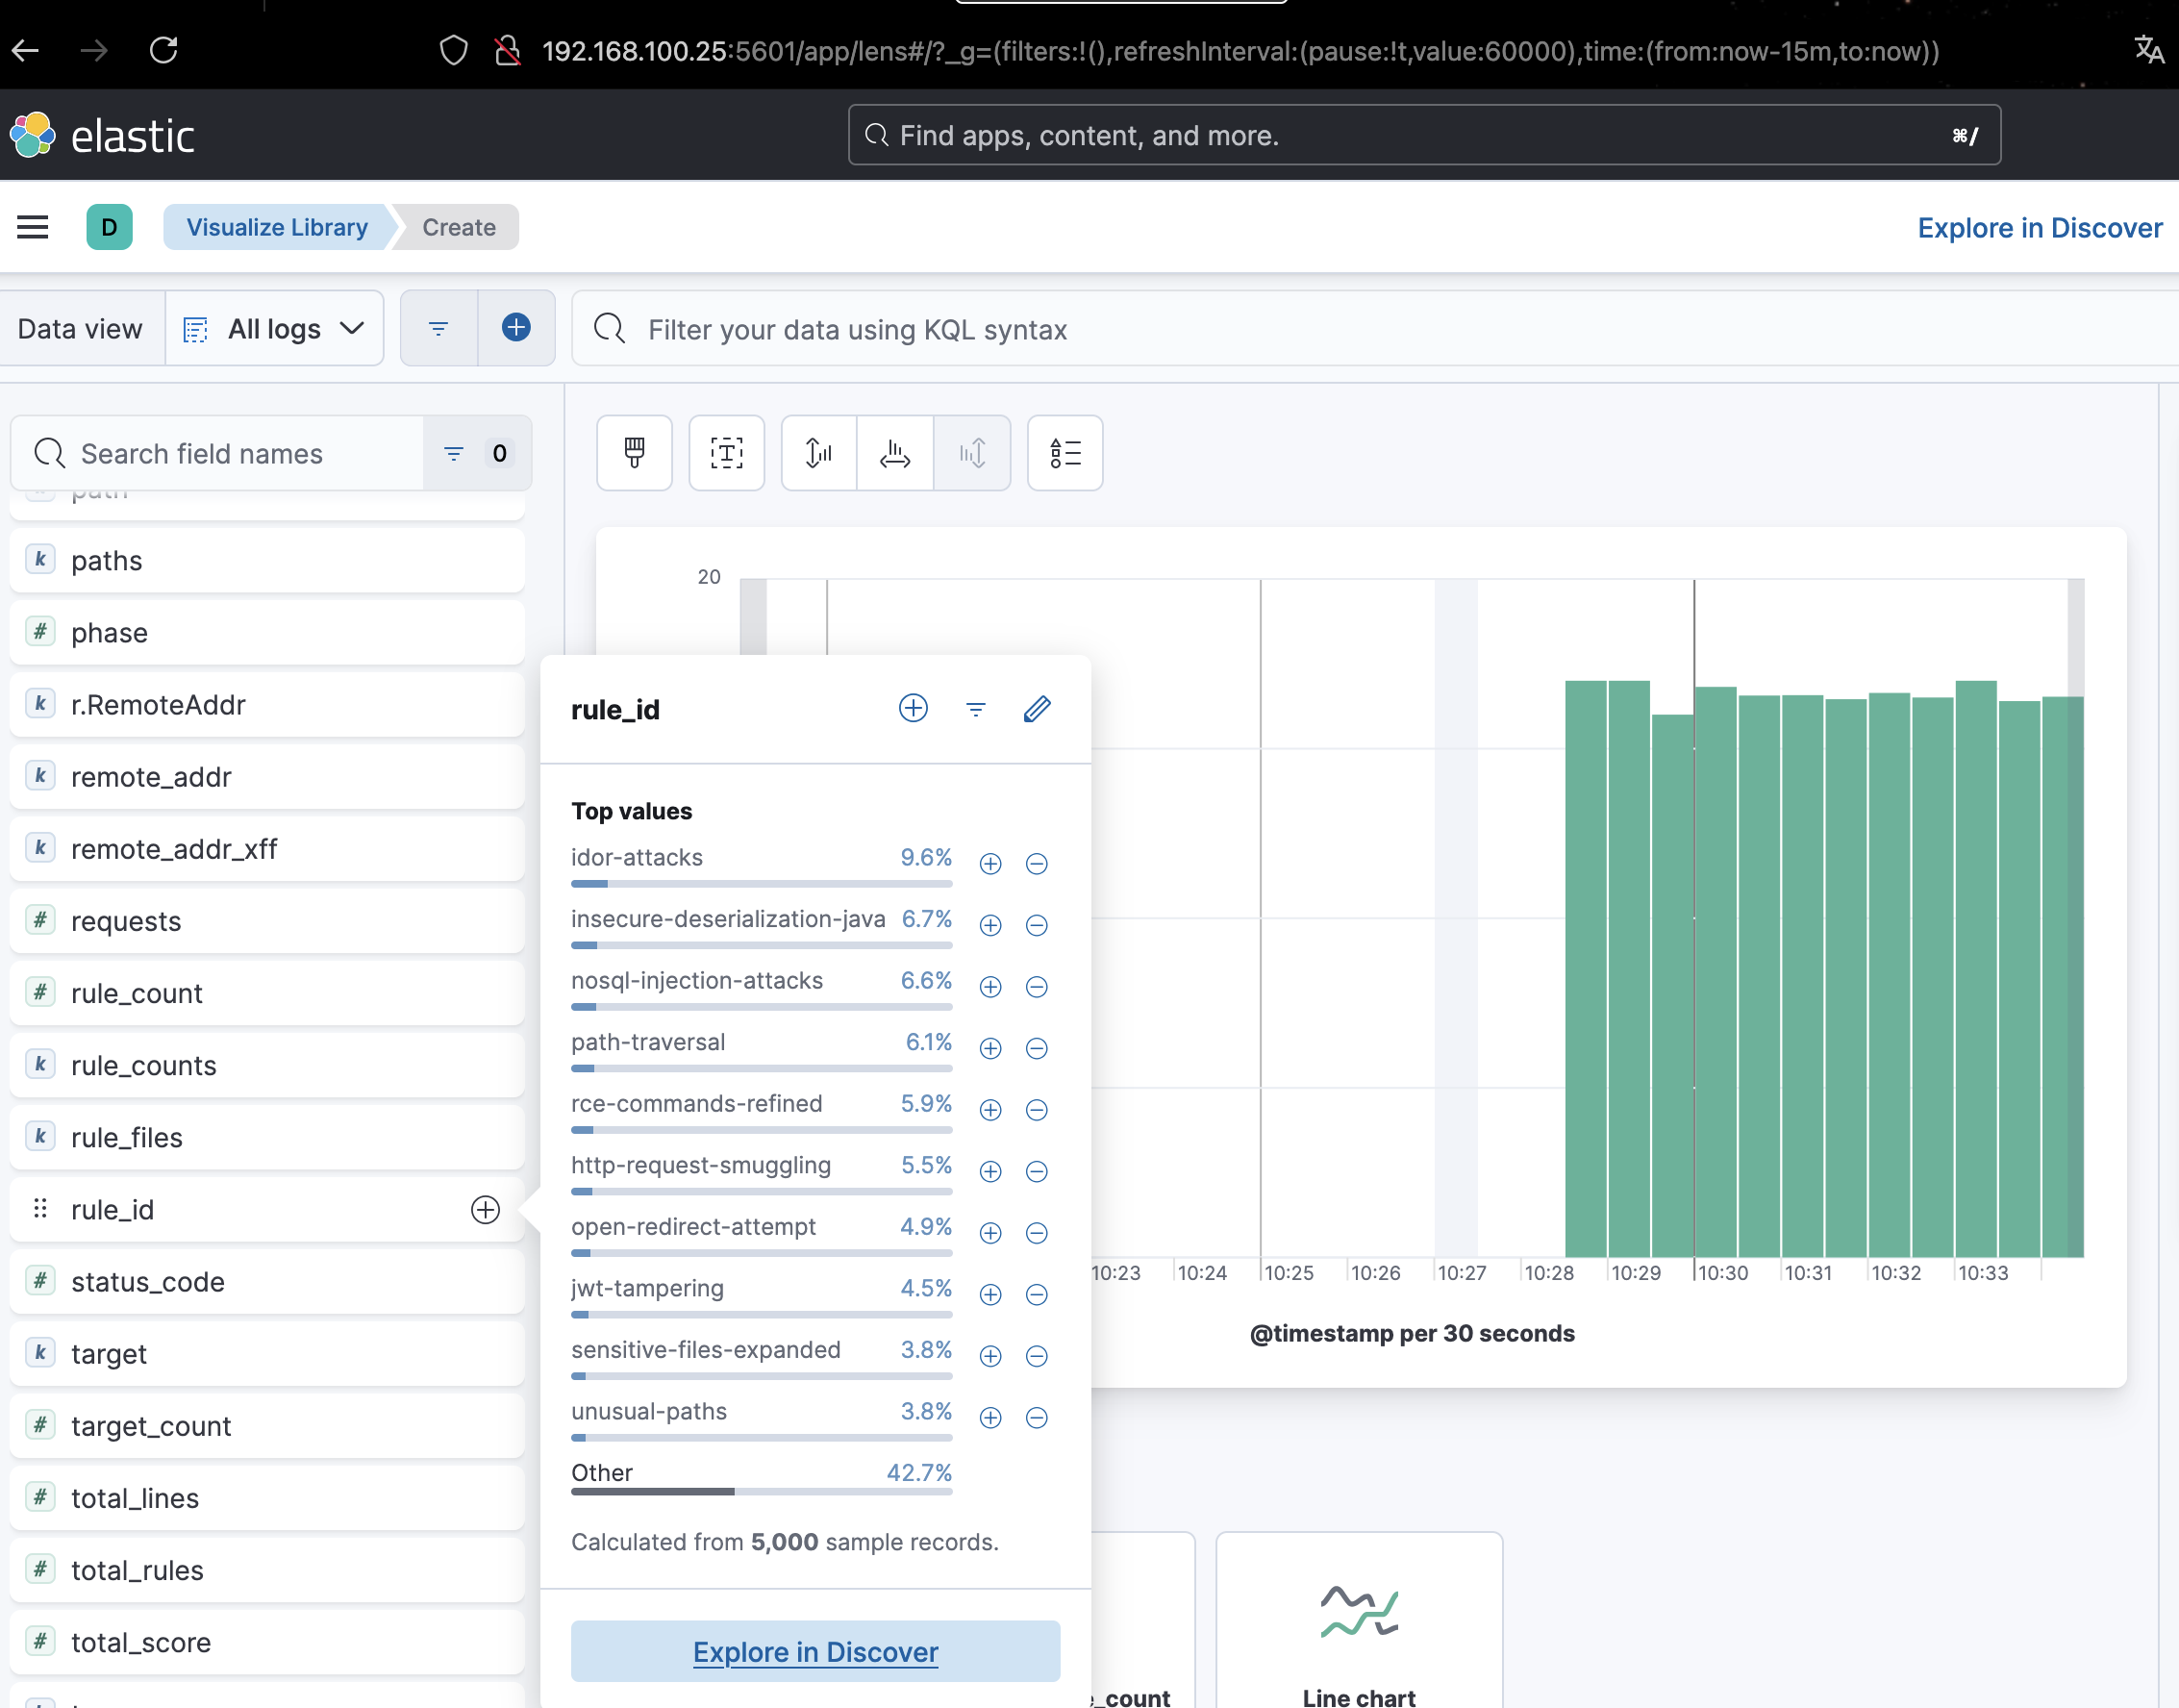 192.168.100.25:5601/app/lens#/?_g=(filters:!(),refreshInterval:(pause:!t,value:60000),time:(from:now-15m,to:now))
elastic
Find apps, content, and more.
⌘/
D
Visualize Library
Create
Explore in Discover
Data view
All logs
Filter your data using KQL syntax
Search field names
0
path
k paths
# phase
k r.RemoteAddr
k remote_addr
k remote_addr_xff
# requests
# rule_count
k rule_counts
k rule_files
rule_id
# status_code
k target
# target_count
# total_lines
# total_rules
# total_score
rule_id
Top values
idor-attacks 9.6%
insecure-deserialization-java 6.7%
nosql-injection-attacks 6.6%
path-traversal 6.1%
rce-commands-refined 5.9%
http-request-smuggling 5.5%
open-redirect-attempt 4.9%
jwt-tampering 4.5%
sensitive-files-expanded 3.8%
unusual-paths 3.8%
Other 42.7%
Calculated from 5,000 sample records.
Explore in Discover
20
10:23 10:24 10:25 10:26 10:27 10:28 10:29 10:30 10:31 10:32 10:33
@timestamp per 30 seconds
_count
Line chart